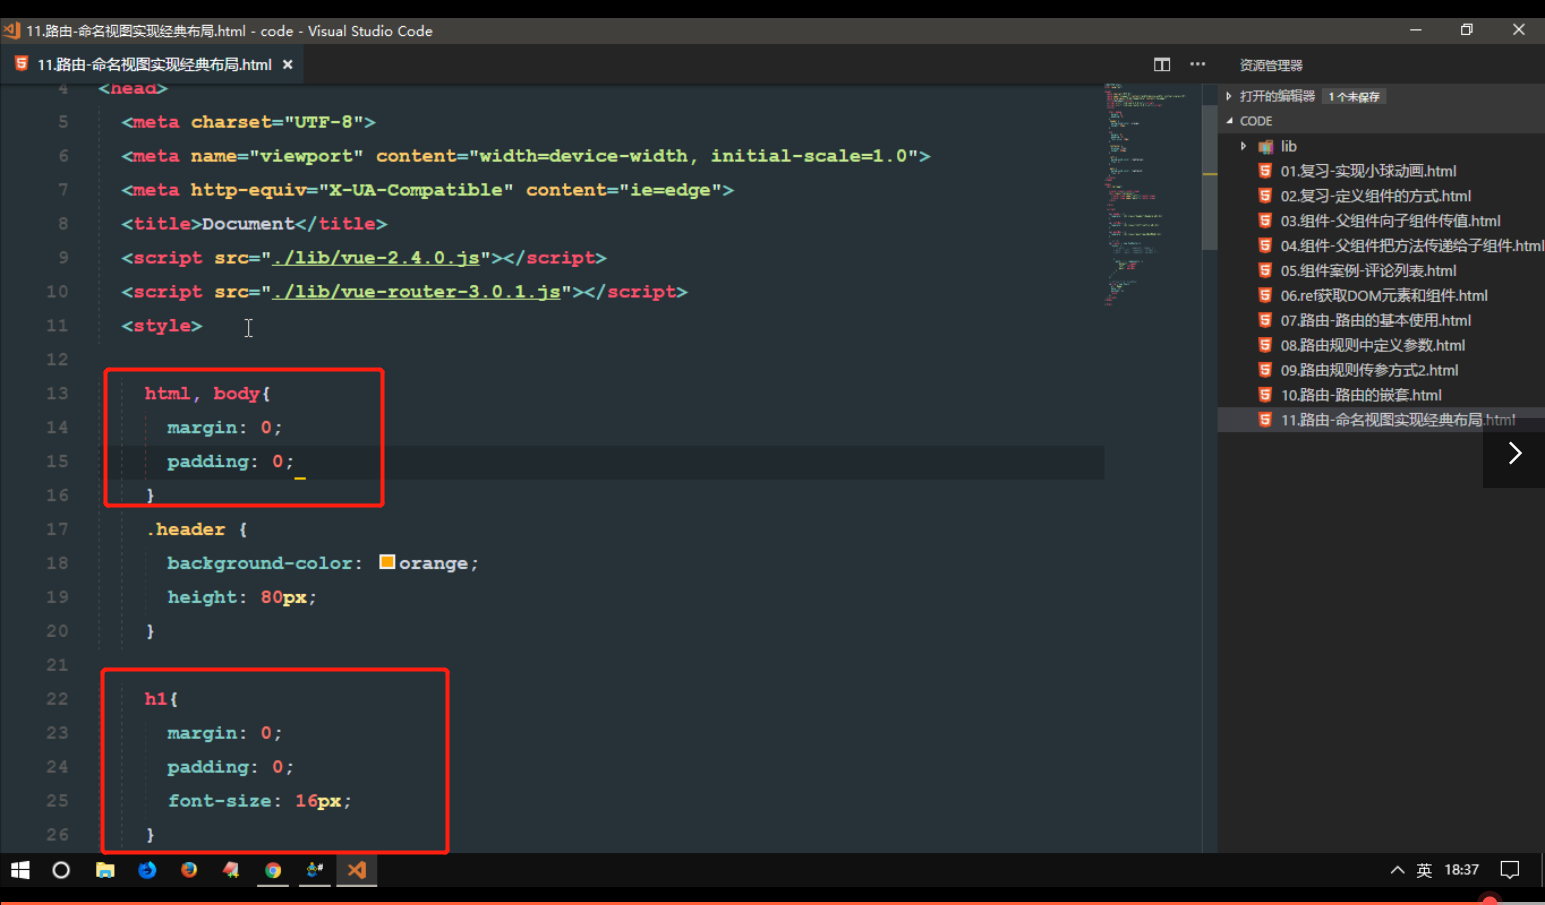 11.路由-命名视图实现经典布局.html - code - Visual Studio Code
11.路由-命名视图实现经典布局.html
资源管理器
4 <head>
5 <meta charset="UTF-8">
6 <meta name="viewport" content="width=device-width, initial-scale=1.0">
7 <meta http-equiv="X-UA-Compatible" content="ie=edge">
8 <title>Document</title>
9 <script src="./lib/vue-2.4.0.js"></script>
10 <script src="./lib/vue-router-3.0.1.js"></script>
11 <style>
12
13 html, body{
14 margin: 0;
15 padding: 0;
16 }
17 .header {
18 background-color: orange;
19 height: 80px;
20 }
21
22 h1{
23 margin: 0;
24 padding: 0;
25 font-size: 16px;
26 }
打开的编辑器 1 个未保存
CODE
lib
01.复习-实现小球动画.html
02.复习-定义组件的方式.html
03.组件-父组件向子组件传值.html
04.组件-父组件把方法传递给子组件.html
05.组件案例-评论列表.html
06.ref获取DOM元素和组件.html
07.路由-路由的基本使用.html
08.路由规则中定义参数.html
09.路由规则传参方式2.html
10.路由-路由的嵌套.html
11.路由-命名视图实现经典布局.html
英 18:37